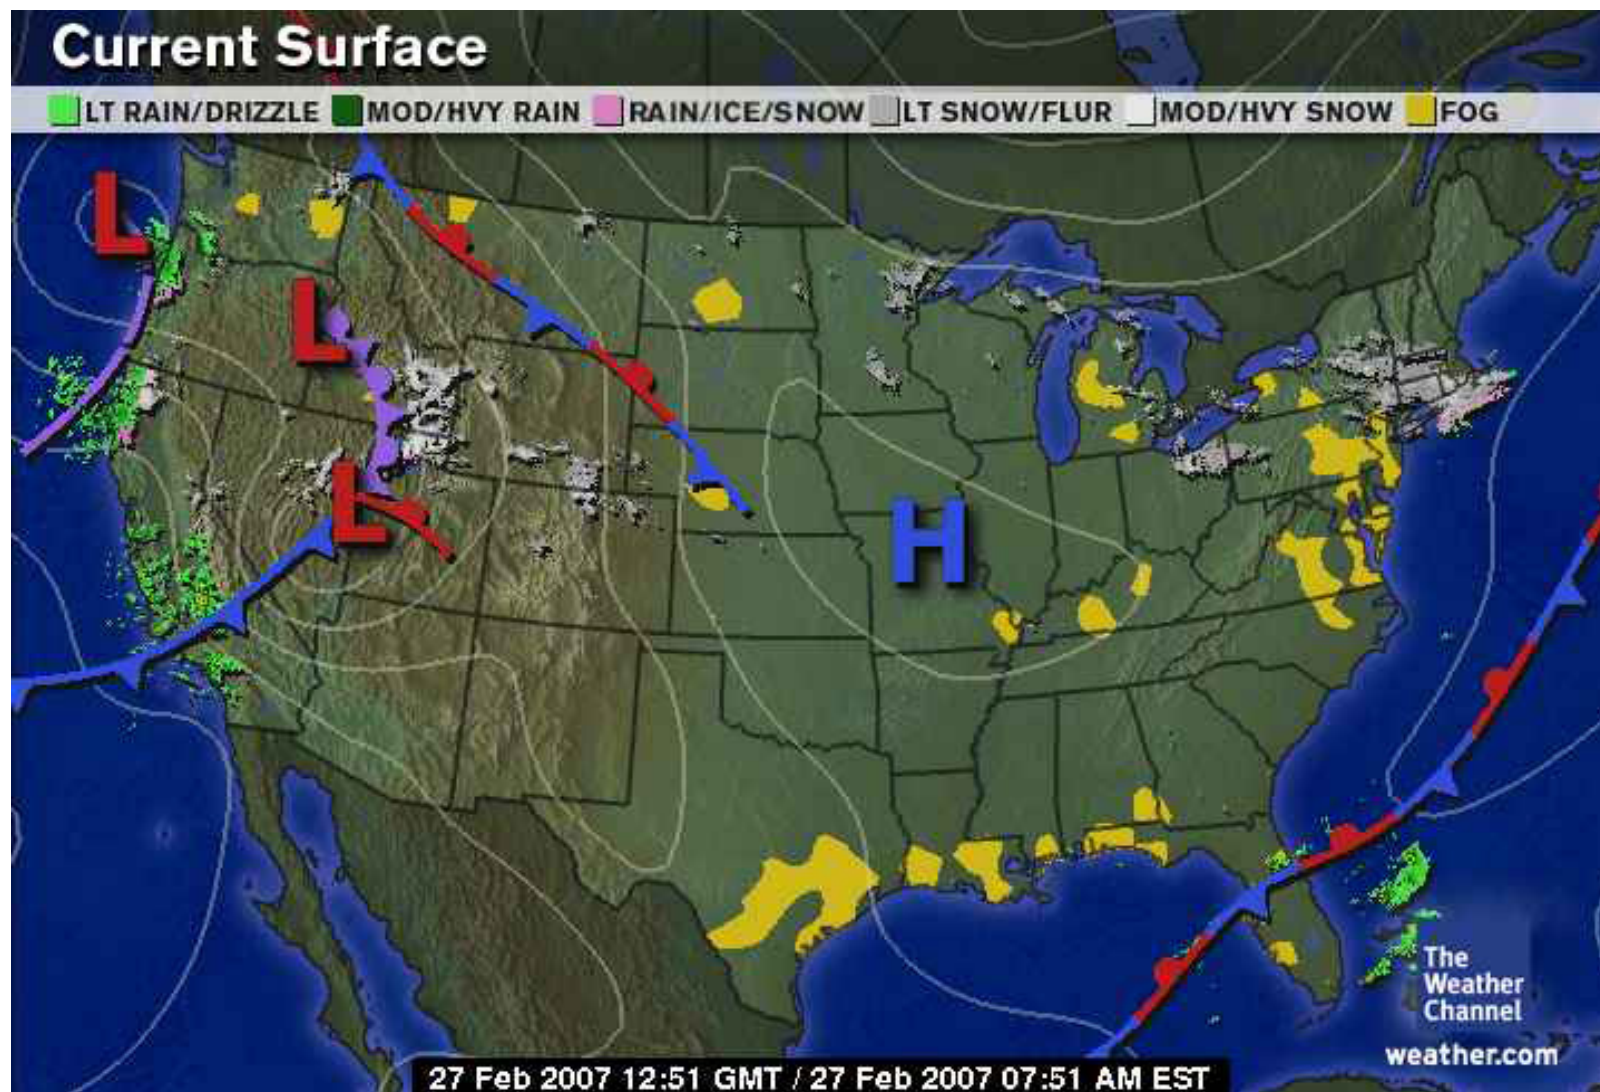 Current Surface
LT RAIN/DRIZZLE MOD/HVY RAIN RAIN/ICE/SNOW LT SNOW/FLUR MOD/HVY SNOW FOG
L
L
L
H
The
Weather
Channel
weather.com
27 Feb 2007 12:51 GMT / 27 Feb 2007 07:51 AM EST